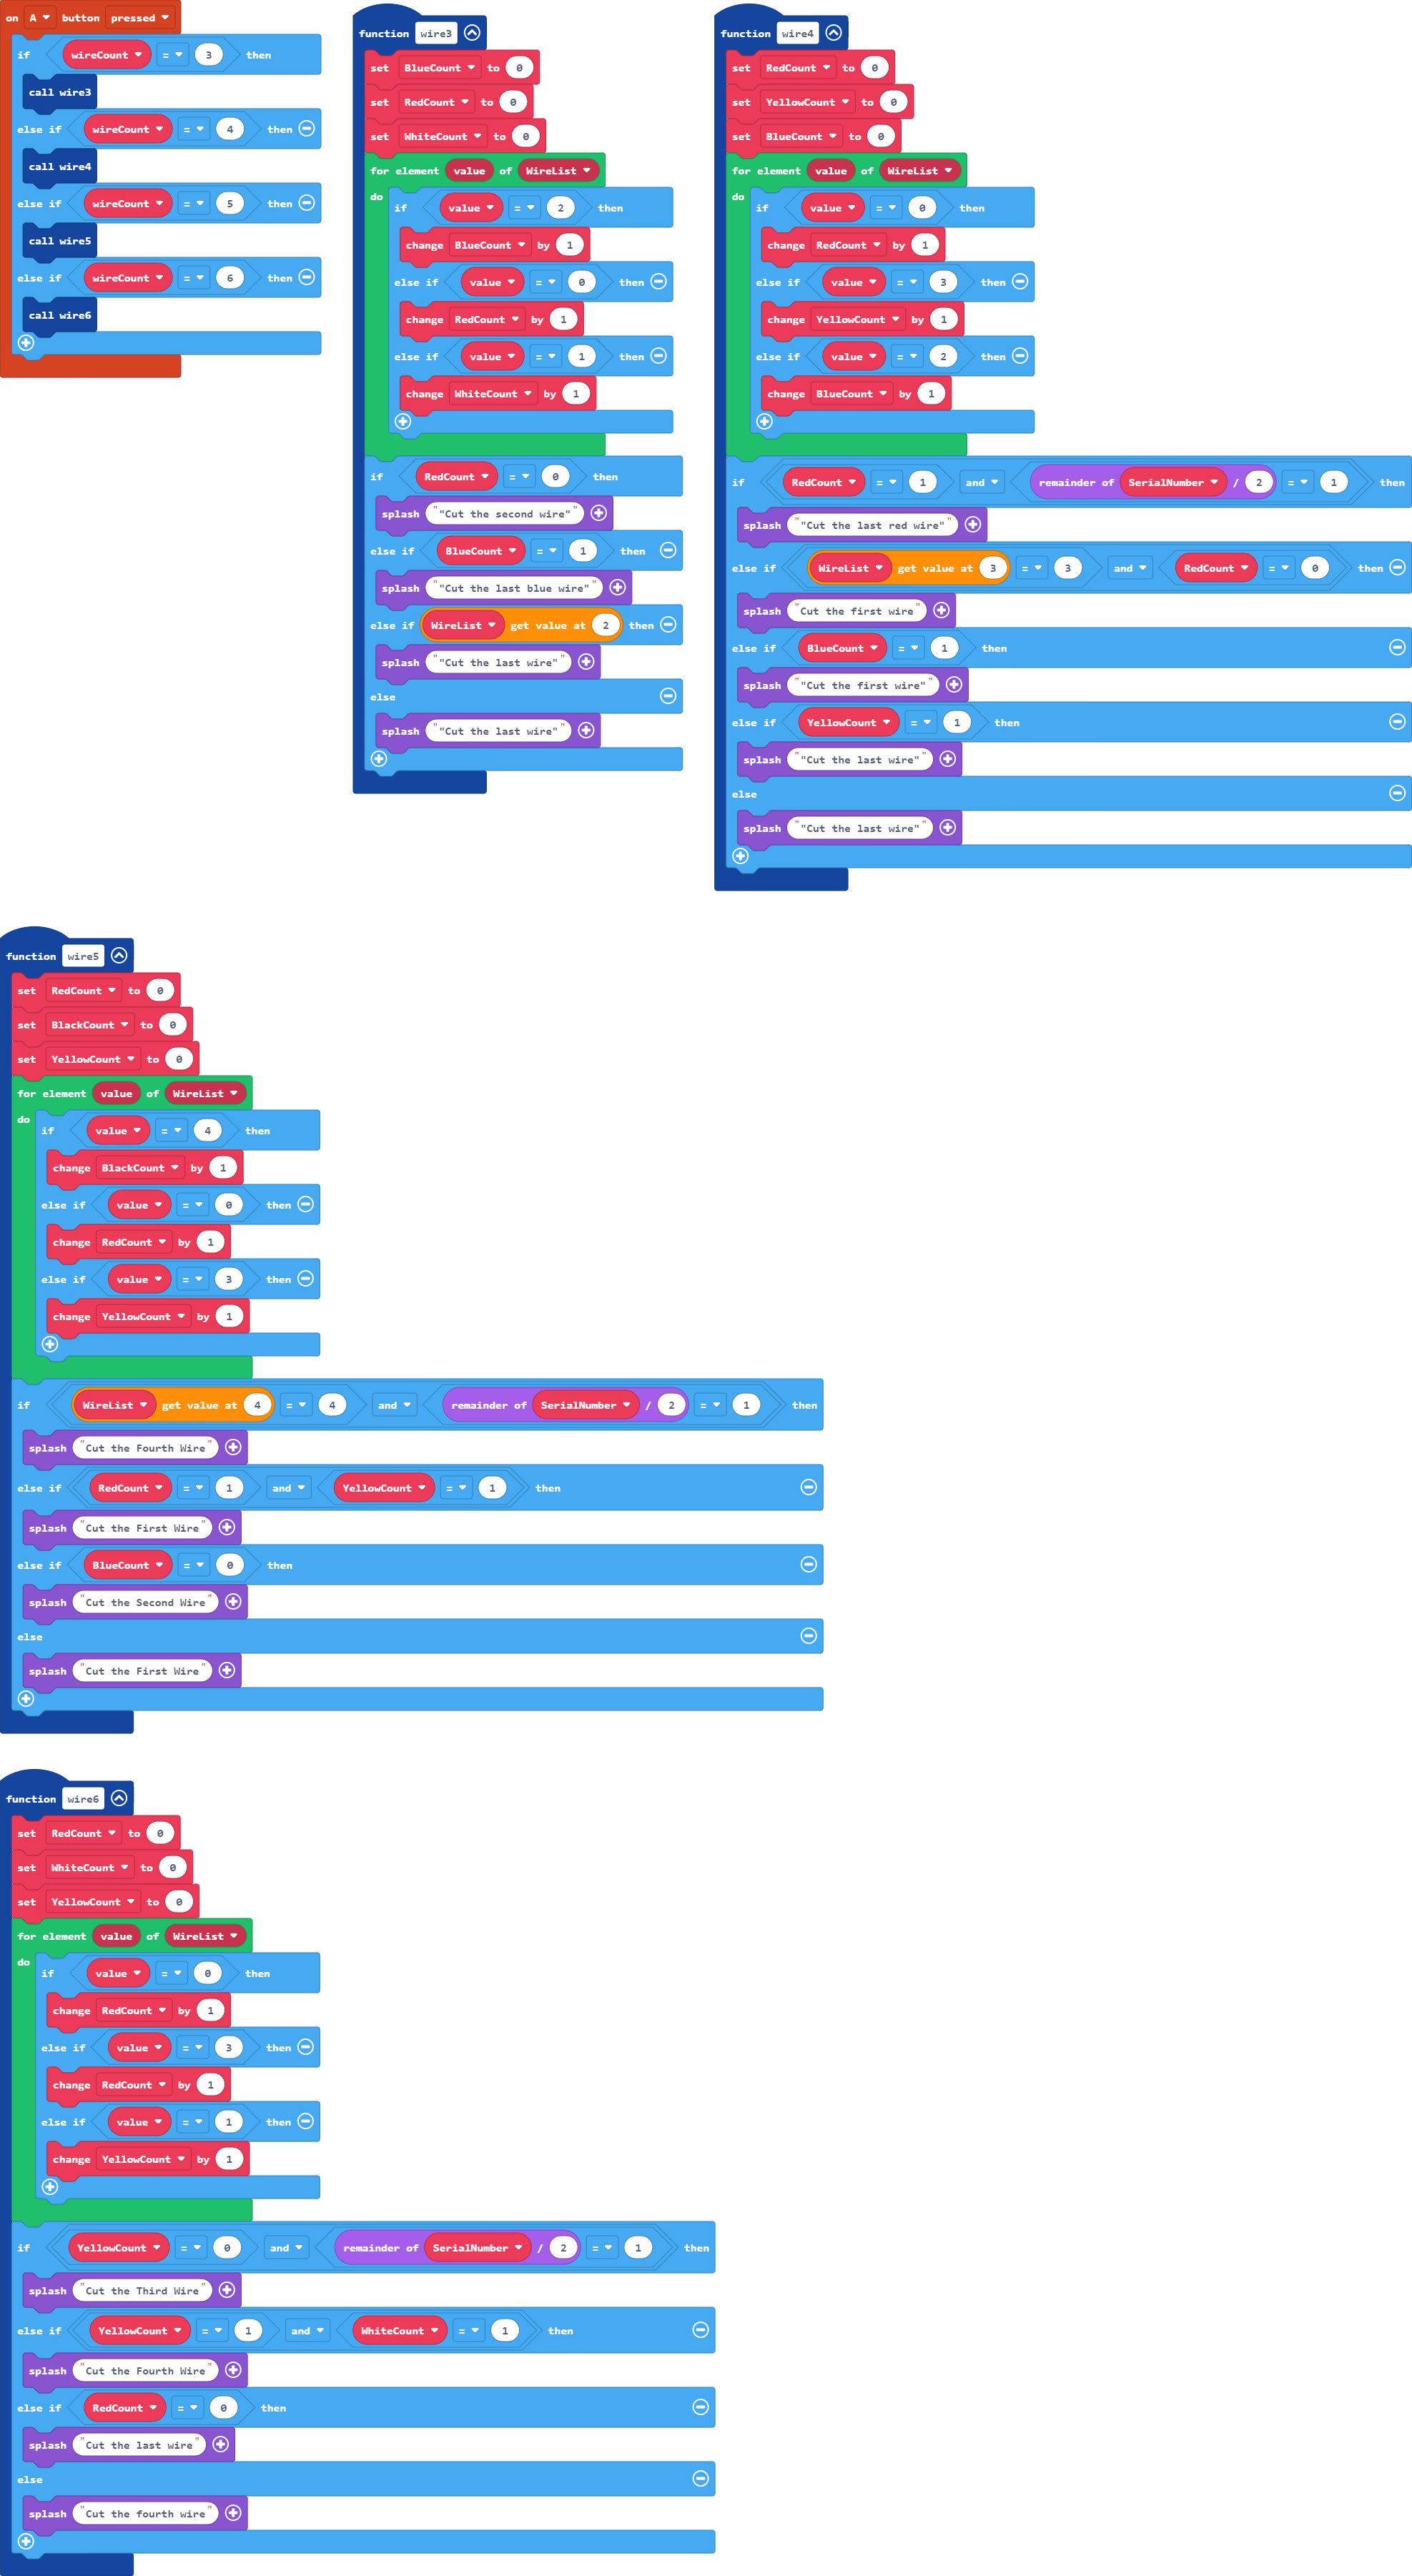 on A button pressed
if wireCount = 3 then
call wire3
else if wireCount = 4 then
call wire4
else if wireCount = 5 then
call wire5
else if wireCount = 6 then
call wire6
function wire3
set BlueCount to 0
set RedCount to 0
set WhiteCount to 0
for element value of WireList
do
if value = 2 then
change BlueCount by 1
else if value = 0 then
change RedCount by 1
else if value = 1 then
change WhiteCount by 1
if RedCount = 0 then
splash ""Cut the second wire""
else if BlueCount = 1 then
splash ""Cut the last blue wire""
else if WireList get value at 2 then
splash ""Cut the last wire""
else
splash ""Cut the last wire""
function wire4
set RedCount to 0
set YellowCount to 0
set BlueCount to 0
for element value of WireList
do
if value = 0 then
change RedCount by 1
else if value = 3 then
change YellowCount by 1
else if value = 2 then
change BlueCount by 1
if RedCount = 1 and remainder of SerialNumber / 2 = 1 then
splash ""Cut the last red wire""
else if WireList get value at 3 = 3 and RedCount = 0 then
splash "Cut the first wire"
else if BlueCount = 1 then
splash ""Cut the first wire""
else if YellowCount = 1 then
splash ""Cut the last wire""
else
splash ""Cut the last wire""
function wire5
set RedCount to 0
set BlackCount to 0
set YellowCount to 0
for element value of WireList
do
if value = 4 then
change BlackCount by 1
else if value = 0 then
change RedCount by 1
else if value = 3 then
change YellowCount by 1
if WireList get value at 4 = 4 and remainder of SerialNumber / 2 = 1 then
splash "Cut the Fourth Wire"
else if RedCount = 1 and YellowCount = 1 then
splash "Cut the First Wire"
else if BlueCount = 0 then
splash "Cut the Second Wire"
else
splash "Cut the First Wire"
function wire6
set RedCount to 0
set WhiteCount to 0
set YellowCount to 0
for element value of WireList
do
if value = 0 then
change RedCount by 1
else if value = 3 then
change RedCount by 1
else if value = 1 then
change YellowCount by 1
if YellowCount = 0 and remainder of SerialNumber / 2 = 1 then
splash "Cut the Third Wire"
else if YellowCount = 1 and WhiteCount = 1 then
splash "Cut the Fourth Wire"
else if RedCount = 0 then
splash "Cut the last wire"
else
splash "Cut the fourth wire"